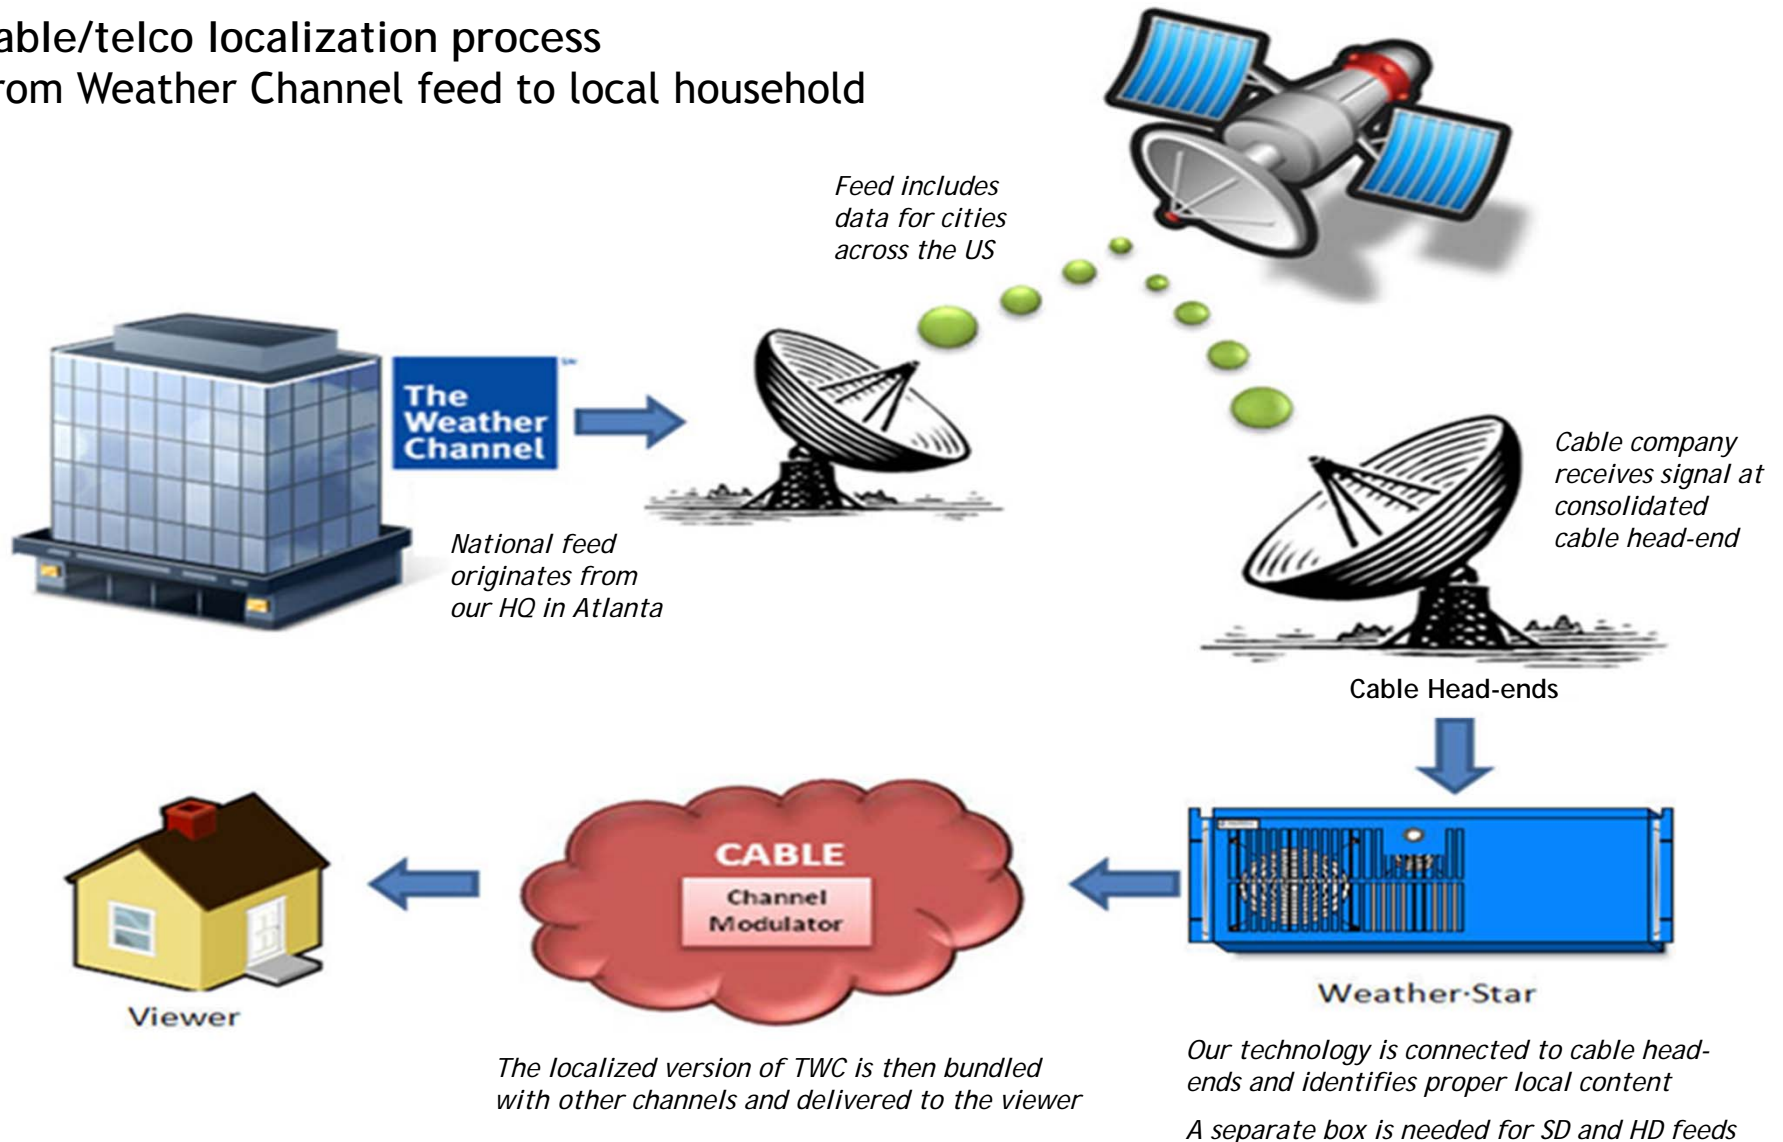 able/telco localization process
rom Weather Channel feed to local household
Feed includes
data for cities
across the US
The
Weather
Channel
SM
National feed
originates from
our HQ in Atlanta
Cable company
receives signal at
consolidated
cable head-end
Cable Head-ends
CABLE
Channel
Modulator
Viewer
Weather·Star
The localized version of TWC is then bundled
with other channels and delivered to the viewer
Our technology is connected to cable head-
ends and identifies proper local content
A separate box is needed for SD and HD feeds